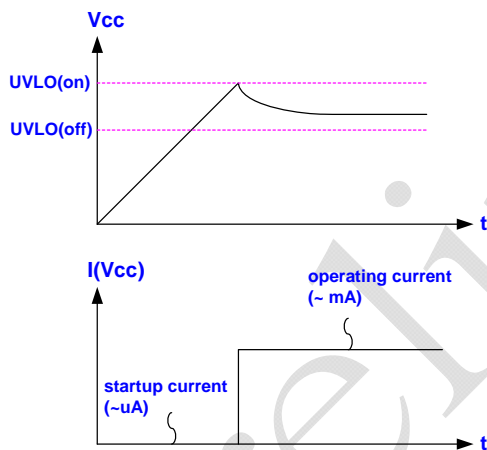 Vcc
UVLO(on)
UVLO(off)
t
I(Vcc)
operating current
(~ mA)
startup current
(~uA)
t